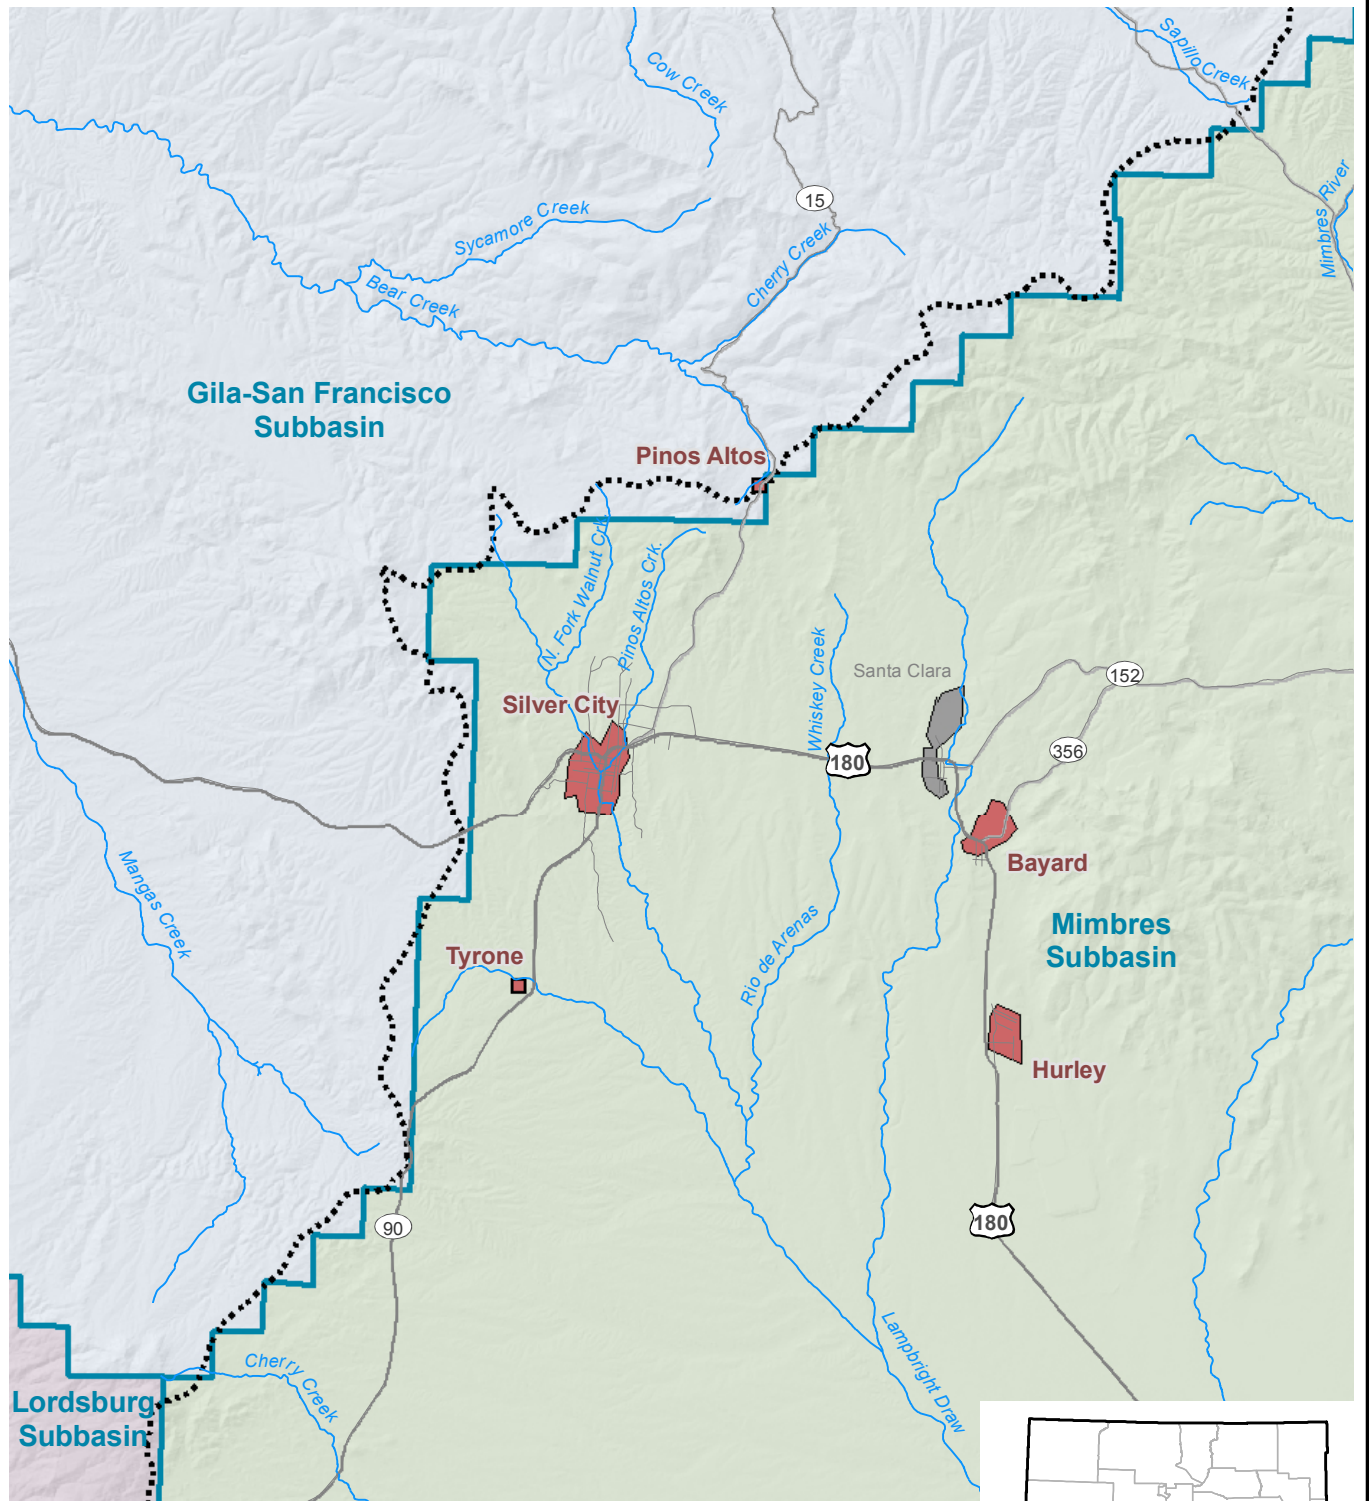 Sapillo Creek
Cow Creek
Mimbres River
15
Sycamore Creek
Cherry Creek
Bear Creek
Gila-San Francisco
Subbasin
Pinos Altos
N. Fork Walnut Crk.
Pinos Altos Crk.
Whiskey Creek
Santa Clara
152
Silver City
356
180
Mangas Creek
Bayard
Rio de Arenas
Mimbres
Subbasin
Tyrone
Hurley
90
180
Lampbright Draw
Cherry Creek
Lordsburg
Subbasin